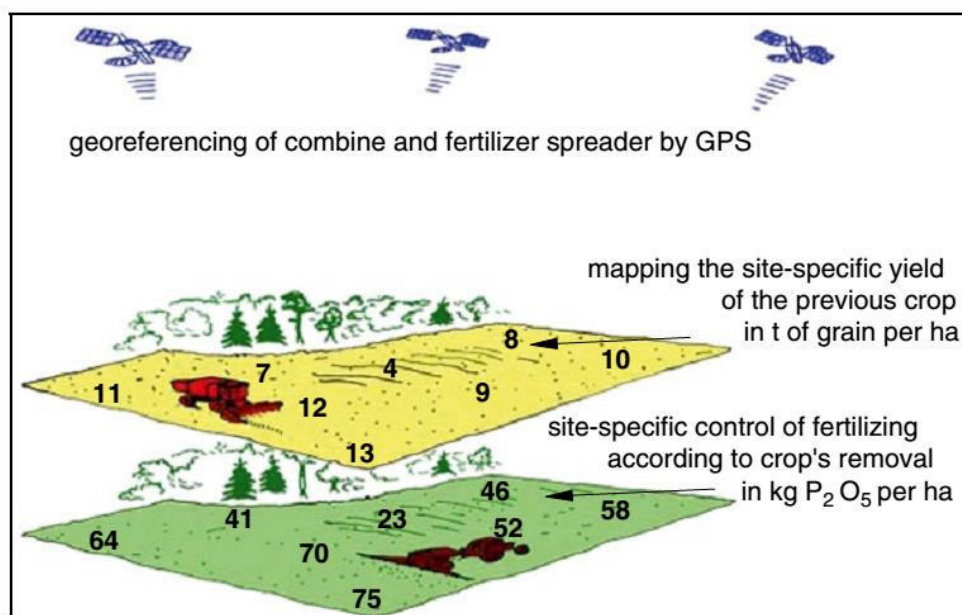 georeferencing of combine and fertilizer spreader by GPS
mapping the site-specific yield
of the previous crop
in t of grain per ha
8
10
7
4
11
9
12
13
site-specific control of fertilizing
according to crop's removal
in kg P₂ O₅ per ha
46
58
41
23
52
64
70
75